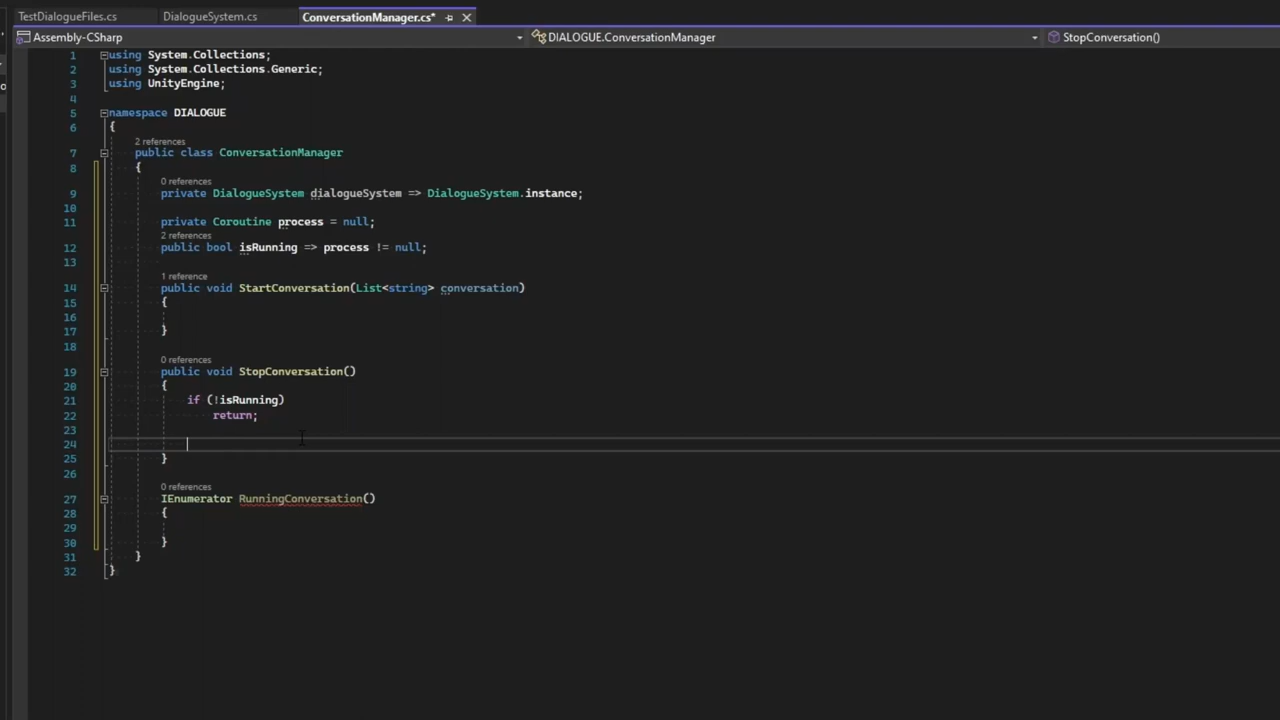 TestDialogueFiles.cs DialogueSystem.cs ConversationManager.cs*
Assembly-CSharp DIALOGUE.ConversationManager StopConversation()
1 using System.Collections;
2 using System.Collections.Generic;
3 using UnityEngine;
4
5 namespace DIALOGUE
6 {
2 references
7 public class ConversationManager
8 {
0 references
9 private DialogueSystem dialogueSystem => DialogueSystem.instance;
10
11 private Coroutine process = null;
2 references
12 public bool isRunning => process != null;
13
1 reference
14 public void StartConversation(List<string> conversation)
15 {
16
17 }
18
0 references
19 public void StopConversation()
20 {
21 if (!isRunning)
22 return;
23
24
25 }
26
0 references
27 IEnumerator RunningConversation()
28 {
29
30 }
31 }
32 }